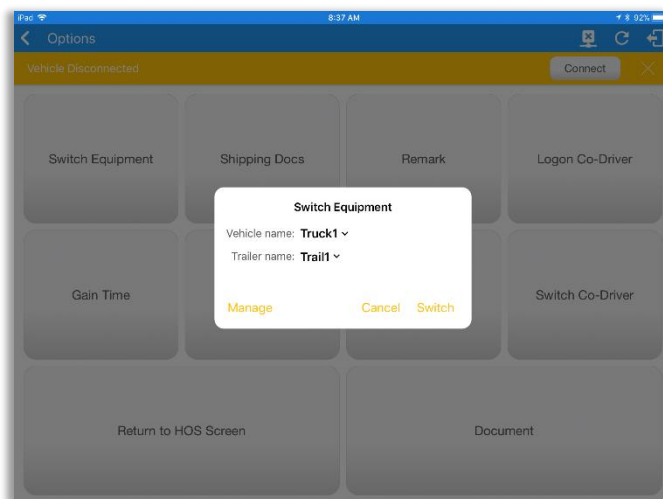 iPad 8:37 AM 92%
Options
Vehicle Disconnected Connect
Switch Equipment Shipping Docs Remark Logon Co-Driver
Switch Equipment
Vehicle name: Truck1
Trailer name: Trail1
Manage Cancel Switch
Gain Time Switch Co-Driver
Return to HOS Screen Document